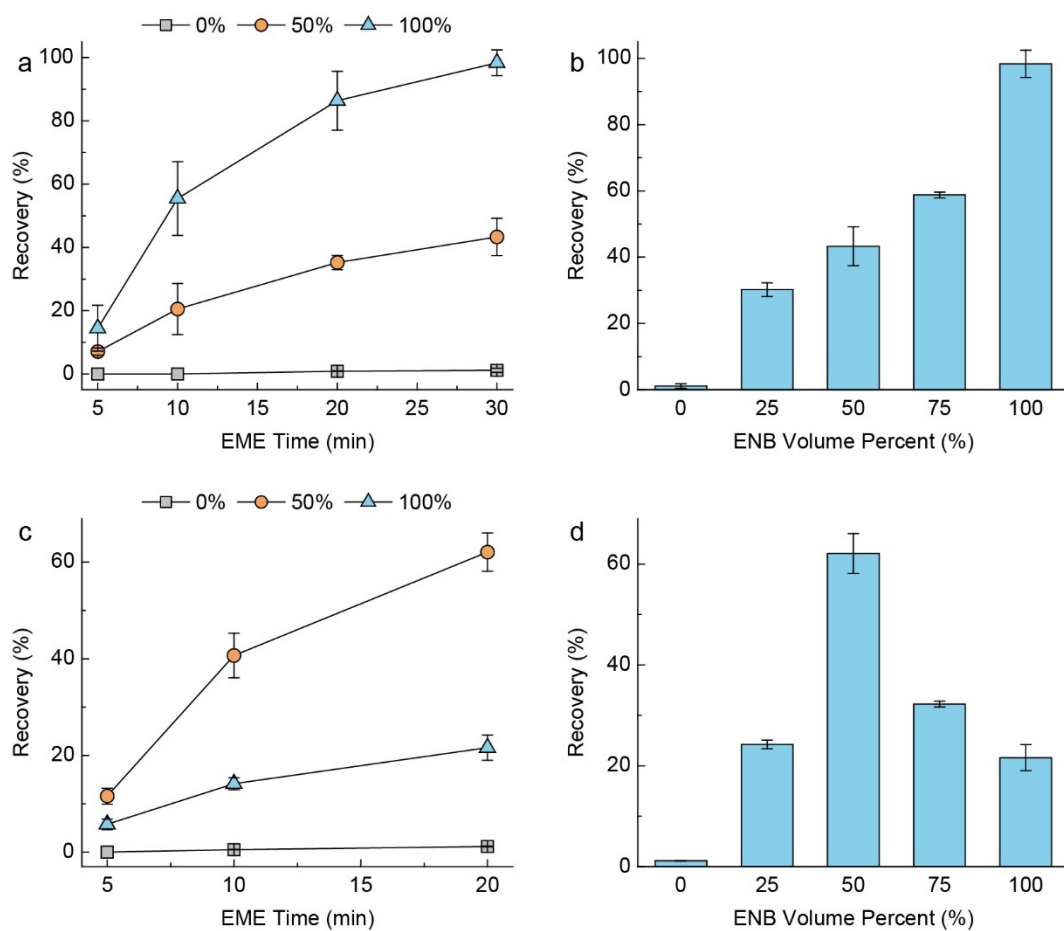 0% 50% 100%
a
100
80
60
40
20
0
Recovery (%)
5 10 15 20 25 30
EME Time (min)
b
100
80
60
40
20
0
Recovery (%)
0 25 50 75 100
ENB Volume Percent (%)
0% 50% 100%
c
60
40
20
0
Recovery (%)
5 10 15 20
EME Time (min)
d
60
40
20
0
Recovery (%)
0 25 50 75 100
ENB Volume Percent (%)